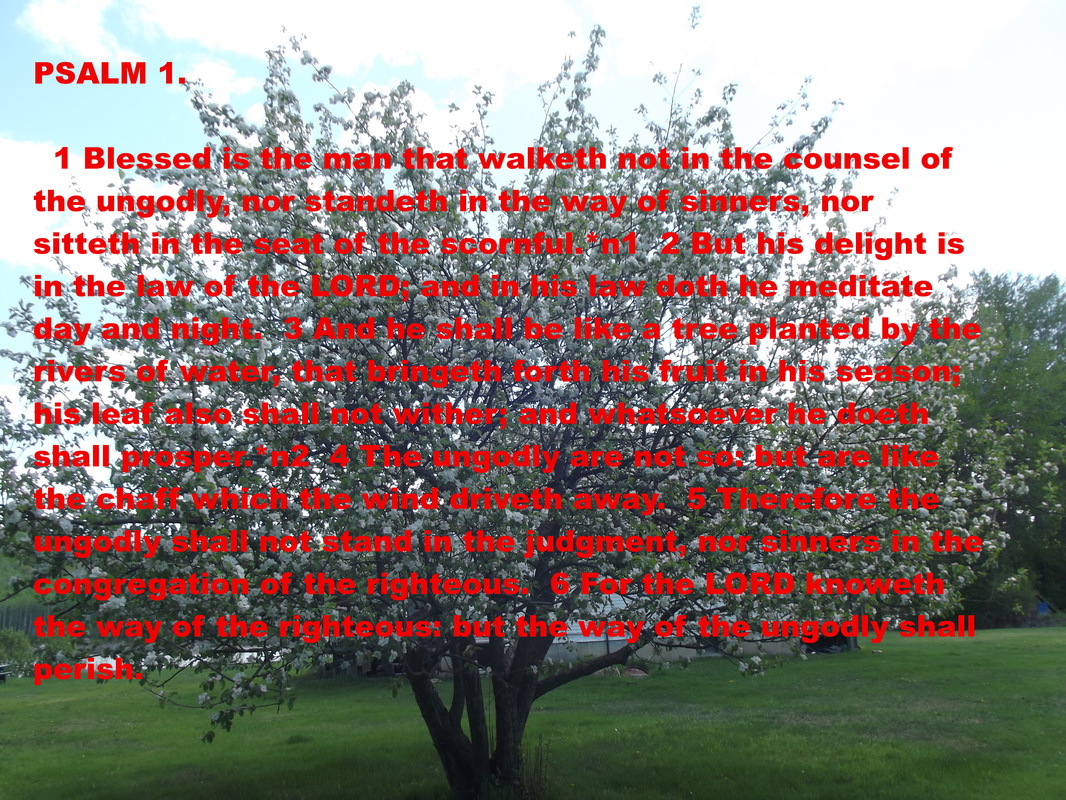 PSALM 1.
1 Blessed is the man that walketh not in the counsel of
the ungodly, nor standeth in the way of sinners, nor
sitteth in the seat of the scornful.*n1  2 But his delight is
in the law of the LORD; and in his law doth he meditate
day and night.  3 And he shall be like a tree planted by the
rivers of water, that bringeth forth his fruit in his season;
his leaf also shall not wither; and whatsoever he doeth
shall prosper.*n2  4 The ungodly are not so: but are like
the chaff which the wind driveth away.  5 Therefore the
ungodly shall not stand in the judgment, nor sinners in the
congregation of the righteous.  6 For the LORD knoweth
the way of the righteous: but the way of the ungodly shall
perish.